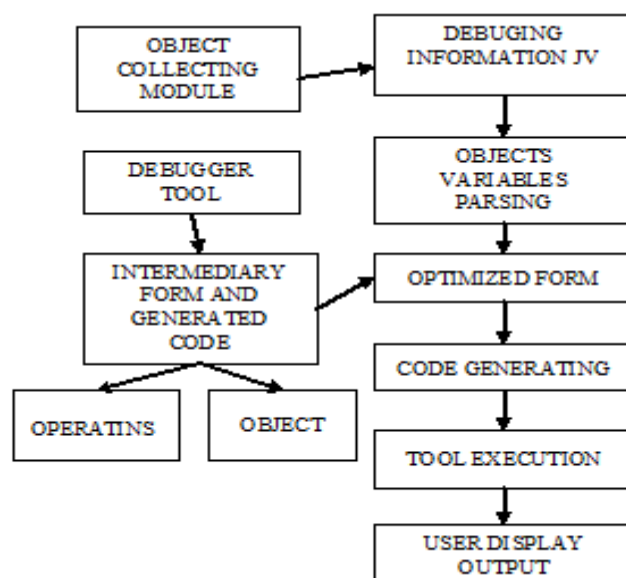 OBJECT
COLLECTING
MODULE
DEBUGING
INFORMATION JV
DEBUGGER
TOOL
OBJECTS
VARIABLES
PARSING
INTERMEDIARY
FORM AND
GENERATED
CODE
OPTIMIZED FORM
CODE GENERATING
OPERATINS
OBJECT
TOOL EXECUTION
USER DISPLAY
OUTPUT